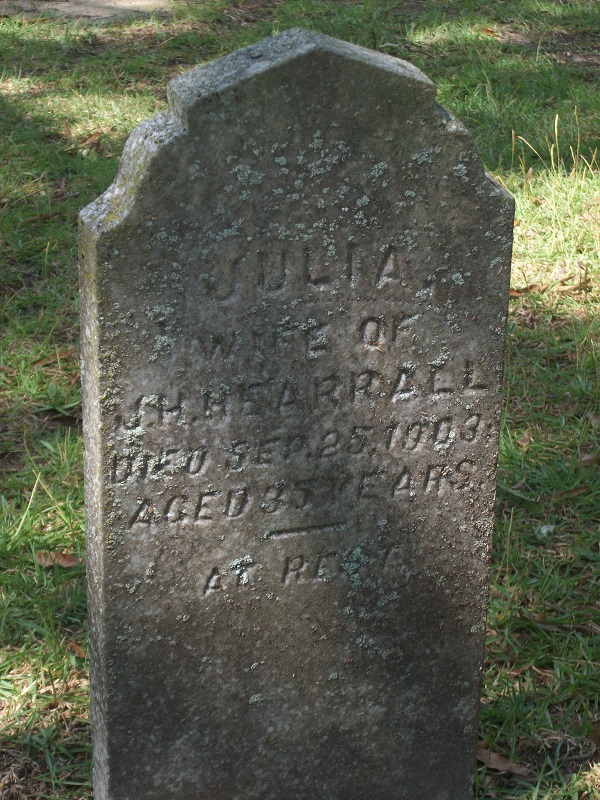 JULIA
WIFE OF
J.H. HEARRALL
DIED SEP. 25, 1903.
AGED 35 YEARS.
AT REST.